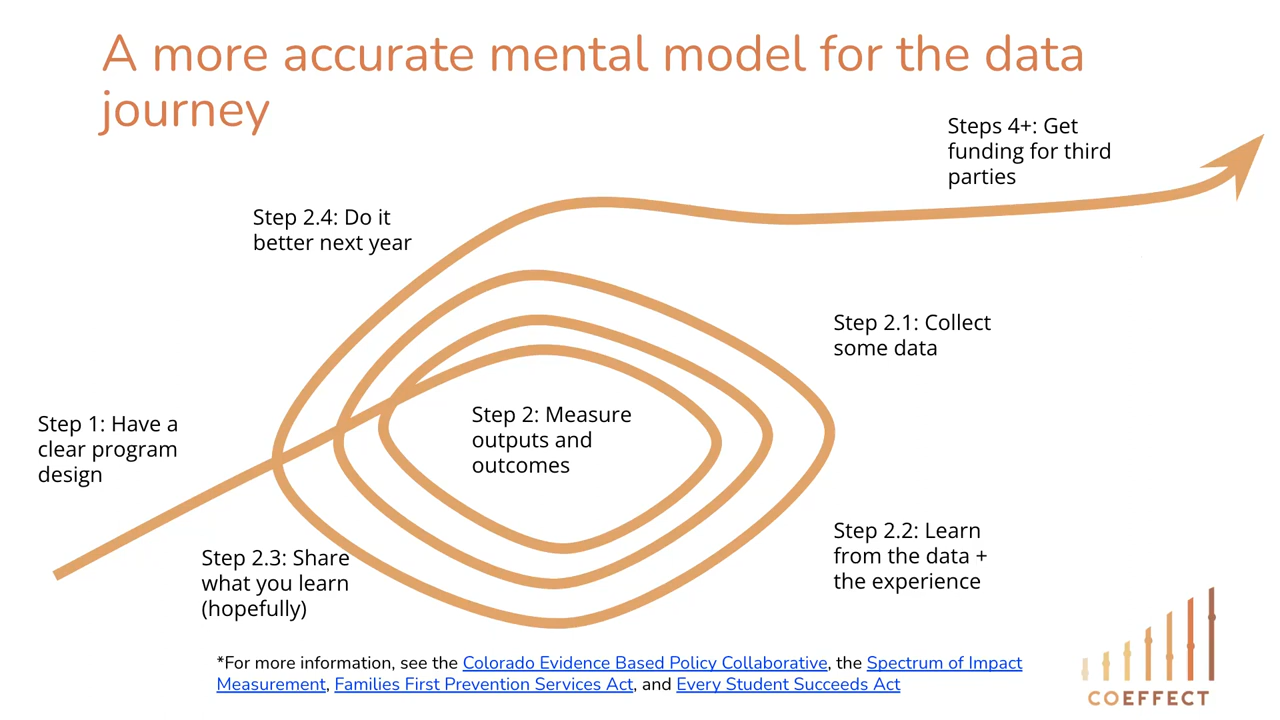 A more accurate mental model for the data
journey
Steps 4+: Get
funding for third
parties
Step 2.4: Do it
better next year
Step 2.1: Collect
some data
Step 1: Have a
clear program
design
Step 2: Measure
outputs and
outcomes
Step 2.3: Share
what you learn
(hopefully)
Step 2.2: Learn
from the data +
the experience
*For more information, see the Colorado Evidence Based Policy Collaborative, the Spectrum of Impact
Measurement, Families First Prevention Services Act, and Every Student Succeeds Act
COEFFECT